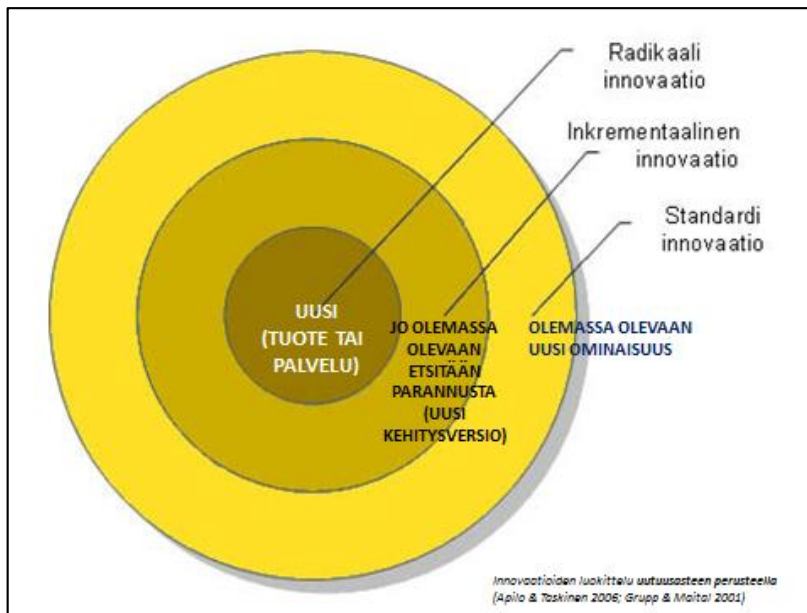 Radikaali
innovaatio
Inkrementaalinen
innovaatio
Standardi
innovaatio
UUSI
(TUOTE TAI
PALVELU)
JO OLEMASSA
OLEVAAN
ETSITÄÄN
PARANNUSTA
(UUSI
KEHITYSVERSIO)
OLEMASSA OLEVAAN
UUSI OMINAISUUS
Innovaatioiden luokittelu uutuusasteen perusteella
(Apilo & Taskinen 2006; Grupp & Maital 2001)